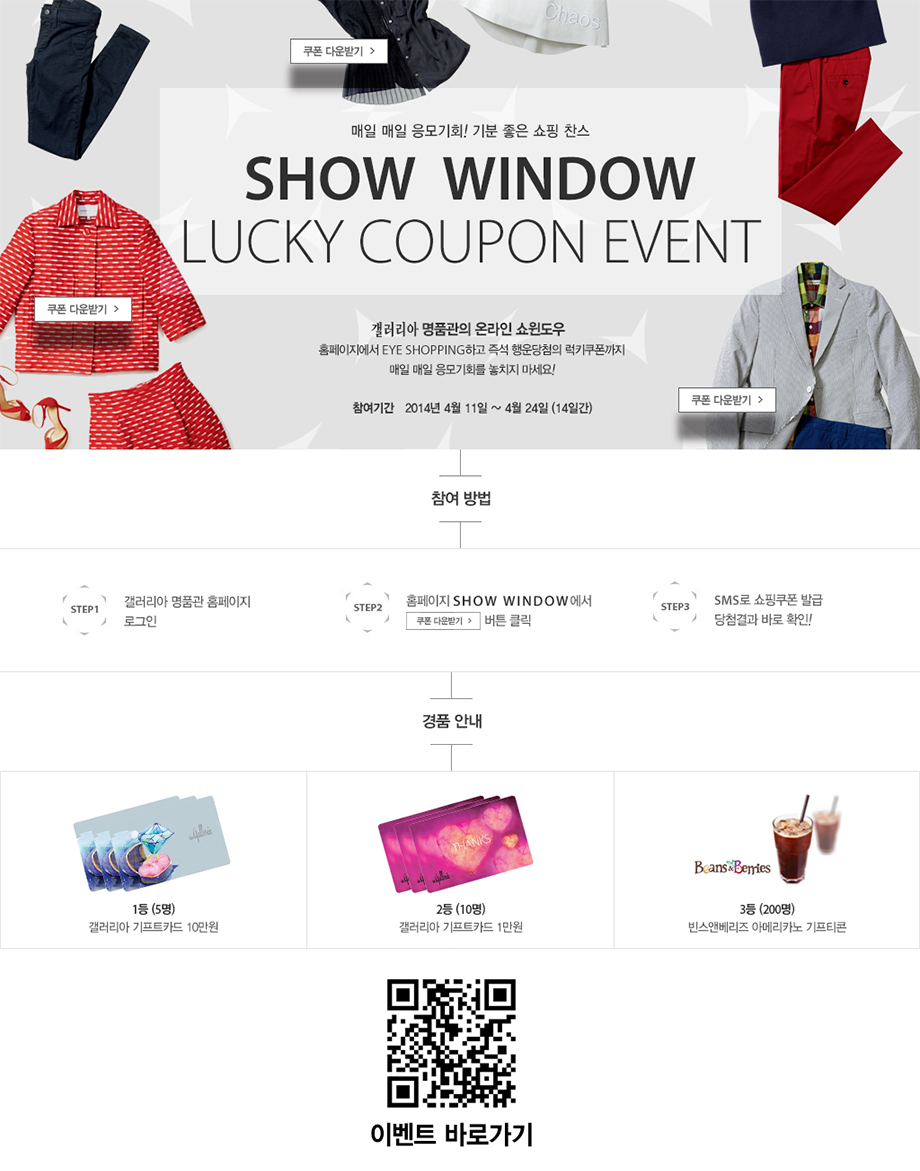 Chaos
쿠폰 다운받기 >
매일 매일 응모기회! 기분 좋은 쇼핑 찬스
SHOW WINDOW
LUCKY COUPON EVENT
쿠폰 다운받기 >
갤러리아 명품관의 온라인 쇼윈도우
홈페이지에서 EYE SHOPPING하고 즉석 행운당첨의 럭키쿠폰까지
매일 매일 응모기회를 놓치지 마세요!
쿠폰 다운받기 >
참여기간 2014년 4월 11일 ~ 4월 24일 (14일간)
참여 방법
STEP1
갤러리아 명품관 홈페이지
로그인
STEP2
홈페이지 SHOW WINDOW에서
쿠폰 다운받기 > 버튼 클릭
STEP3
SMS로 쇼핑쿠폰 발급
당첨결과 바로 확인!
경품 안내
THANKS
Beans & Berries
1등 (5명)
갤러리아 기프트카드 10만원
2등 (10명)
갤러리아 기프트카드 1만원
3등 (200명)
빈스앤베리즈 아메리카노 기프티콘
이벤트 바로가기